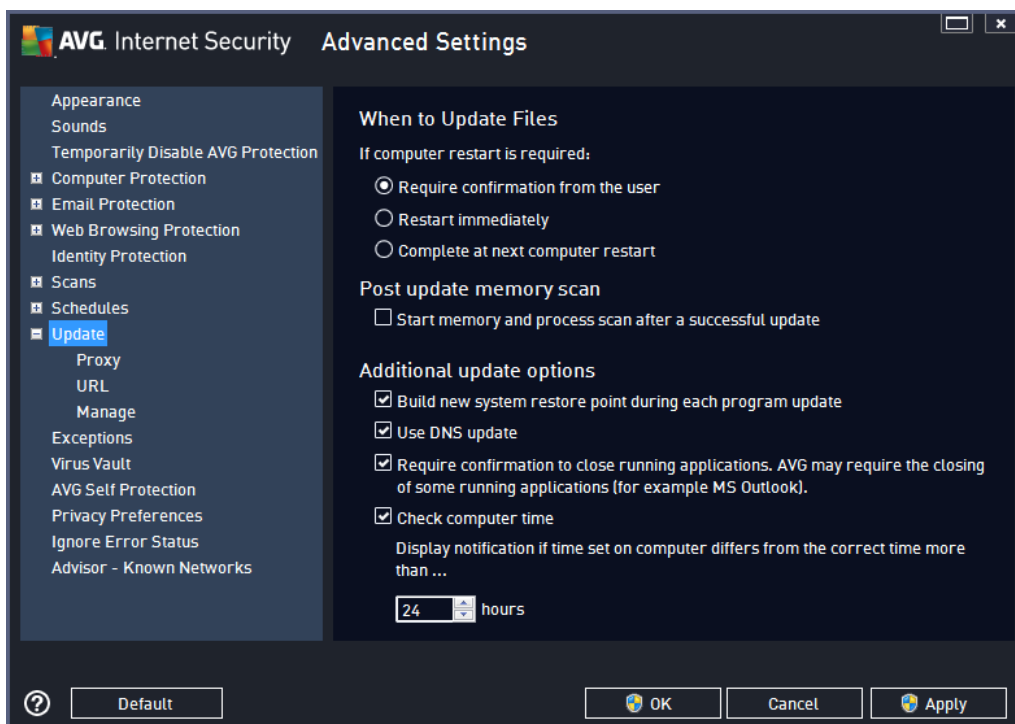 AVG. Internet Security Advanced Settings
Appearance
Sounds
Temporarily Disable AVG Protection
Computer Protection
Email Protection
Web Browsing Protection
Identity Protection
Scans
Schedules
Update
Proxy
URL
Manage
Exceptions
Virus Vault
AVG Self Protection
Privacy Preferences
Ignore Error Status
Advisor - Known Networks
When to Update Files
If computer restart is required:
Require confirmation from the user
Restart immediately
Complete at next computer restart
Post update memory scan
Start memory and process scan after a successful update
Additional update options
Build new system restore point during each program update
Use DNS update
Require confirmation to close running applications. AVG may require the closing
of some running applications (for example MS Outlook).
Check computer time
Display notification if time set on computer differs from the correct time more
than ...
24 hours
? Default OK Cancel Apply